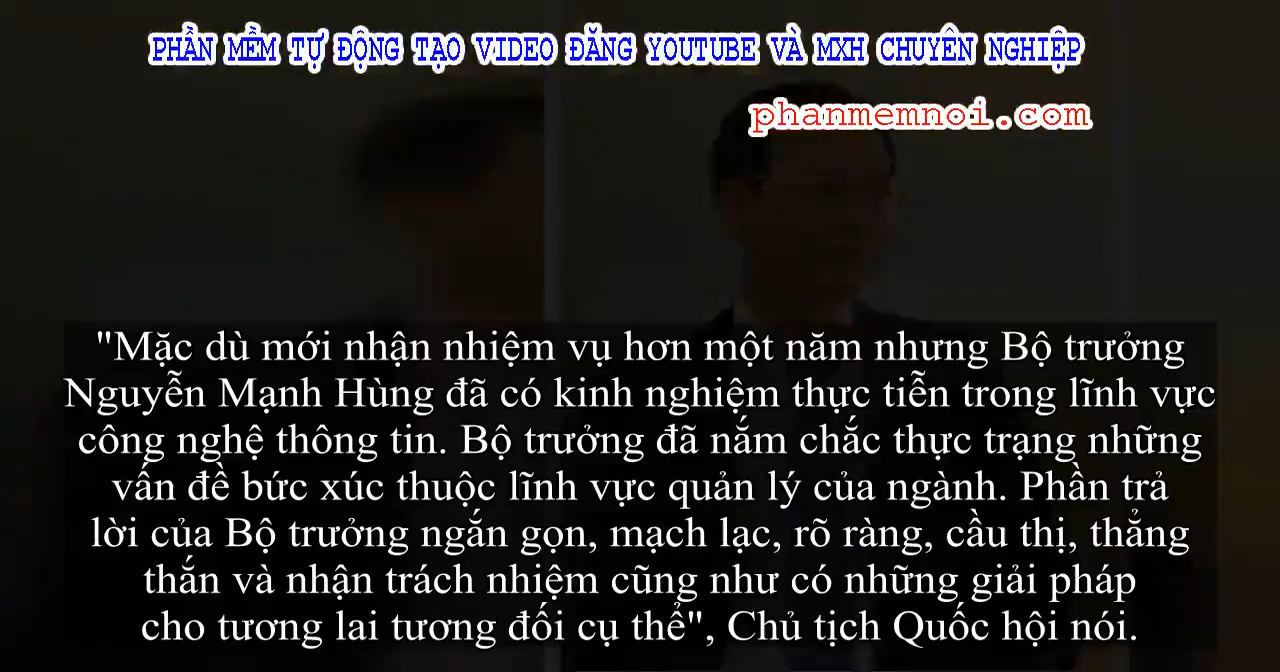 PHẦN MỀM TỰ ĐỘNG TẠO VIDEO ĐĂNG YOUTUBE VÀ MXH CHUYÊN NGHIỆP
phanmemnoi.com
"Mặc dù mới nhận nhiệm vụ hơn một năm nhưng Bộ trưởng
Nguyễn Mạnh Hùng đã có kinh nghiệm thực tiễn trong lĩnh vực
công nghệ thông tin. Bộ trưởng đã nắm chắc thực trạng những
vấn đề bức xúc thuộc lĩnh vực quản lý của ngành. Phần trả
lời của Bộ trưởng ngắn gọn, mạch lạc, rõ ràng, cầu thị, thẳng
thắn và nhận trách nhiệm cũng như có những giải pháp
cho tương lai tương đối cụ thể", Chủ tịch Quốc hội nói.